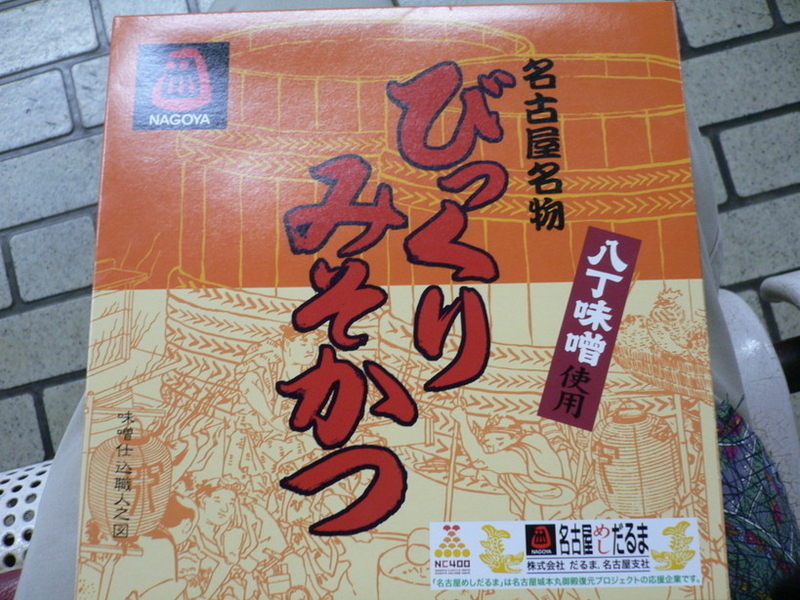 名古屋名物
びっくり
みそかつ
八丁味噌使用
NAGOYA
味噌仕込職人之図
NC400
NAGOYA
名古屋めしだるま
株式会社 だるま.名古屋支社
「名古屋めしだるま」は名古屋城本丸御殿復元プロジェクトの応援企業です。